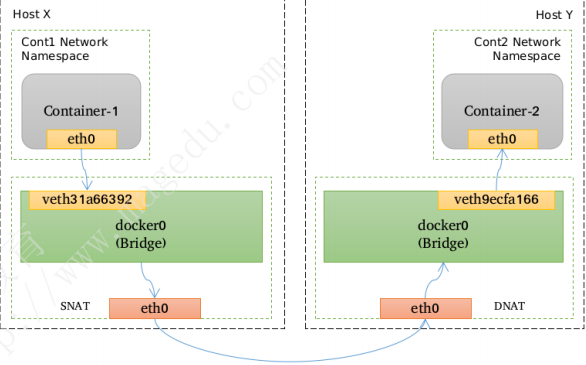 Host X
Cont1 Network
Namespace
Container-1
eth0
veth31a66392
docker0
(Bridge)
SNAT
eth0
Host Y
Cont2 Network
Namespace
Container-2
eth0
veth9ecfa166
docker0
(Bridge)
eth0
DNAT